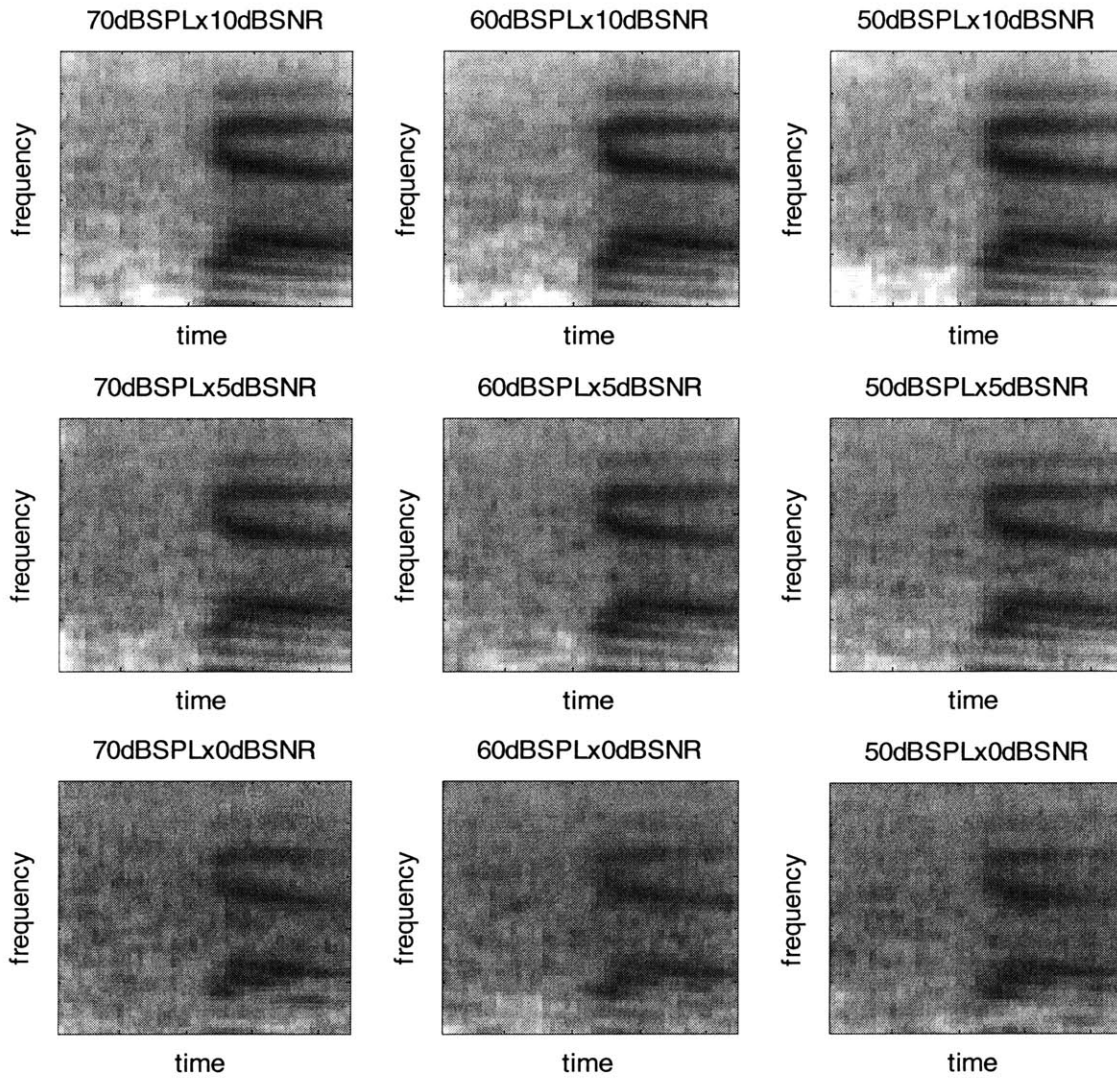 70dBSPLx10dBSNR
60dBSPLx10dBSNR
50dBSPLx10dBSNR
frequency
frequency
frequency
time
time
time
70dBSPLx5dBSNR
60dBSPLx5dBSNR
50dBSPLx5dBSNR
frequency
frequency
frequency
time
time
time
70dBSPLx0dBSNR
60dBSPLx0dBSNR
50dBSPLx0dBSNR
frequency
frequency
frequency
time
time
time